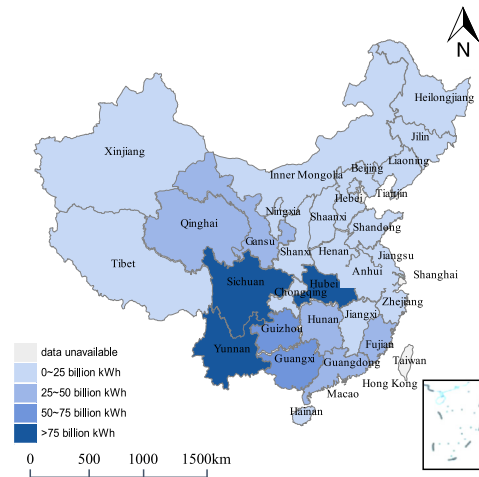 N
Heilongjiang
Jilin
Liaoning
Xinjiang
Inner Mongolia
Beijing
Tianjin
Hebei
Ningxia
Shaanxi
Shandong
Qinghai
Gansu
Shanxi
Henan
Jiangsu
Tibet
Anhui
Shanghai
Sichuan
Chongqing
Hubei
Zhejiang
Hunan
Jiangxi
Guizhou
Yunnan
Guangxi
Guangdong
Fujian
Taiwan
Hong Kong
Macao
Hainan
data unavailable
0~25 billion kWh
25~50 billion kWh
50~75 billion kWh
>75 billion kWh
0 500 1000 1500km